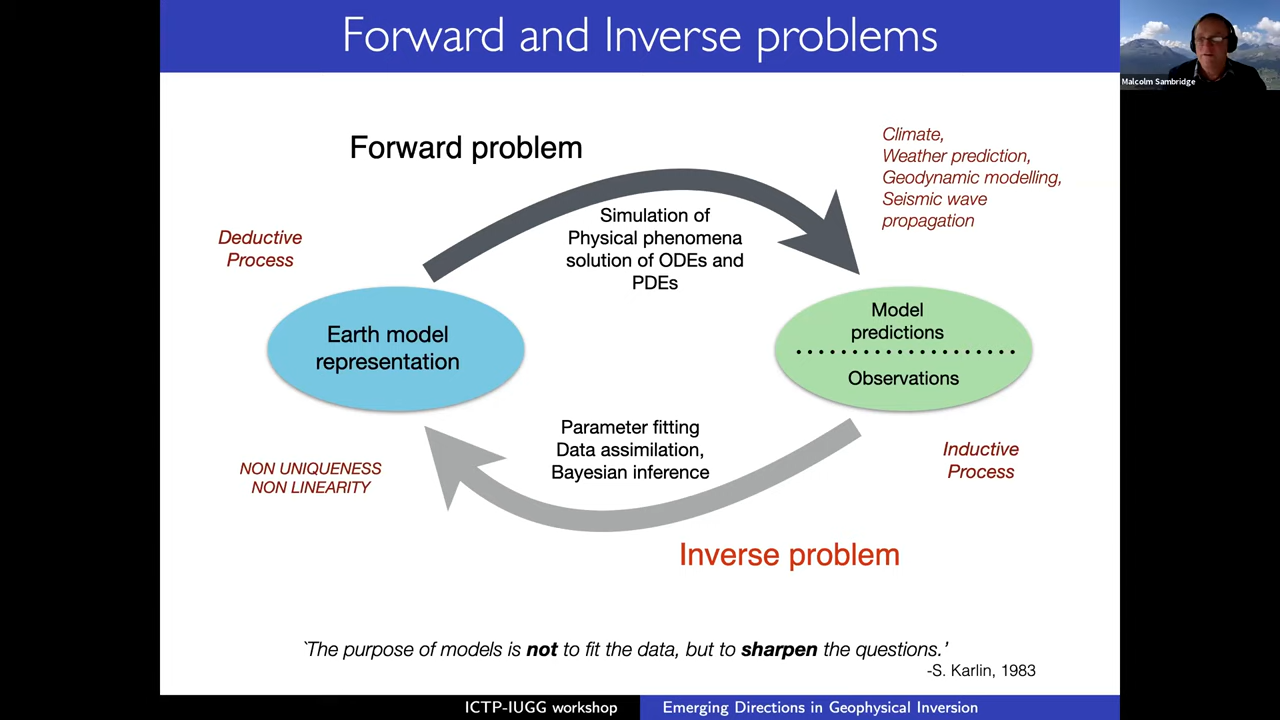 Forward and Inverse problems
Malcolm Sambridge
Forward problem
Climate,
Weather prediction,
Geodynamic modelling,
Seismic wave
propagation
Simulation of
Physical phenomena
solution of ODEs and
PDEs
Deductive
Process
Earth model
representation
Model
predictions
Observations
Parameter fitting
Data assimilation,
Bayesian inference
Inductive
Process
NON UNIQUENESS
NON LINEARITY
Inverse problem
`The purpose of models is not to fit the data, but to sharpen the questions.’
-S. Karlin, 1983
ICTP-IUGG workshop
Emerging Directions in Geophysical Inversion